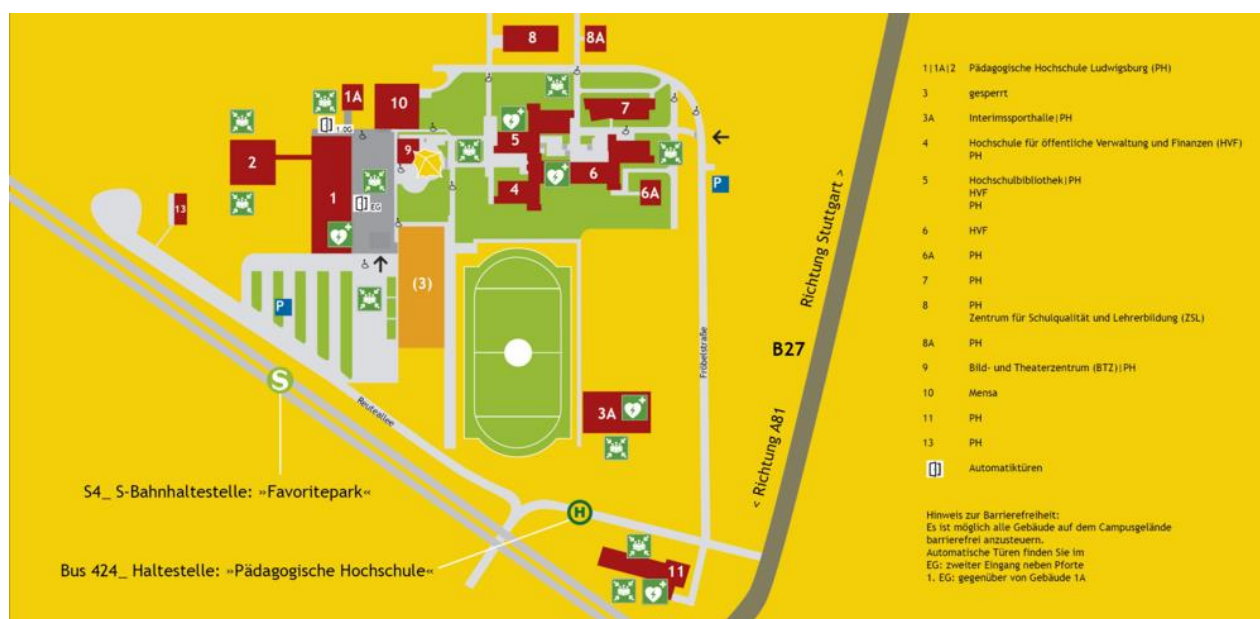 8
8A
1A
10
7
1.OG
5
9
2
6
P
1
4
6A
EG
13
(3)
P
Richtung Stuttgart >
B27
Fröbelstraße
S
3A
Reuteallee
< Richtung A81
S4_ S-Bahnhaltestelle: »Favoritepark«
H
Bus 424_ Haltestelle: »Pädagogische Hochschule«
11
1|1A|2 Pädagogische Hochschule Ludwigsburg (PH)
3 gesperrt
3A Interimssporthalle|PH
4 Hochschule für öffentliche Verwaltung und Finanzen (HVF)
PH
5 Hochschulbibliothek|PH
HVF
PH
6 HVF
6A PH
7 PH
8 PH
Zentrum für Schulqualität und Lehrerbildung (ZSL)
8A PH
9 Bild- und Theaterzentrum (BTZ)|PH
10 Mensa
11 PH
13 PH
Automatiktüren
Hinweis zur Barrierefreiheit:
Es ist möglich alle Gebäude auf dem Campusgelände
barrierefrei anzusteuern.
Automatische Türen finden Sie im
EG: zweiter Eingang neben Pforte
1. EG: gegenüber von Gebäude 1A